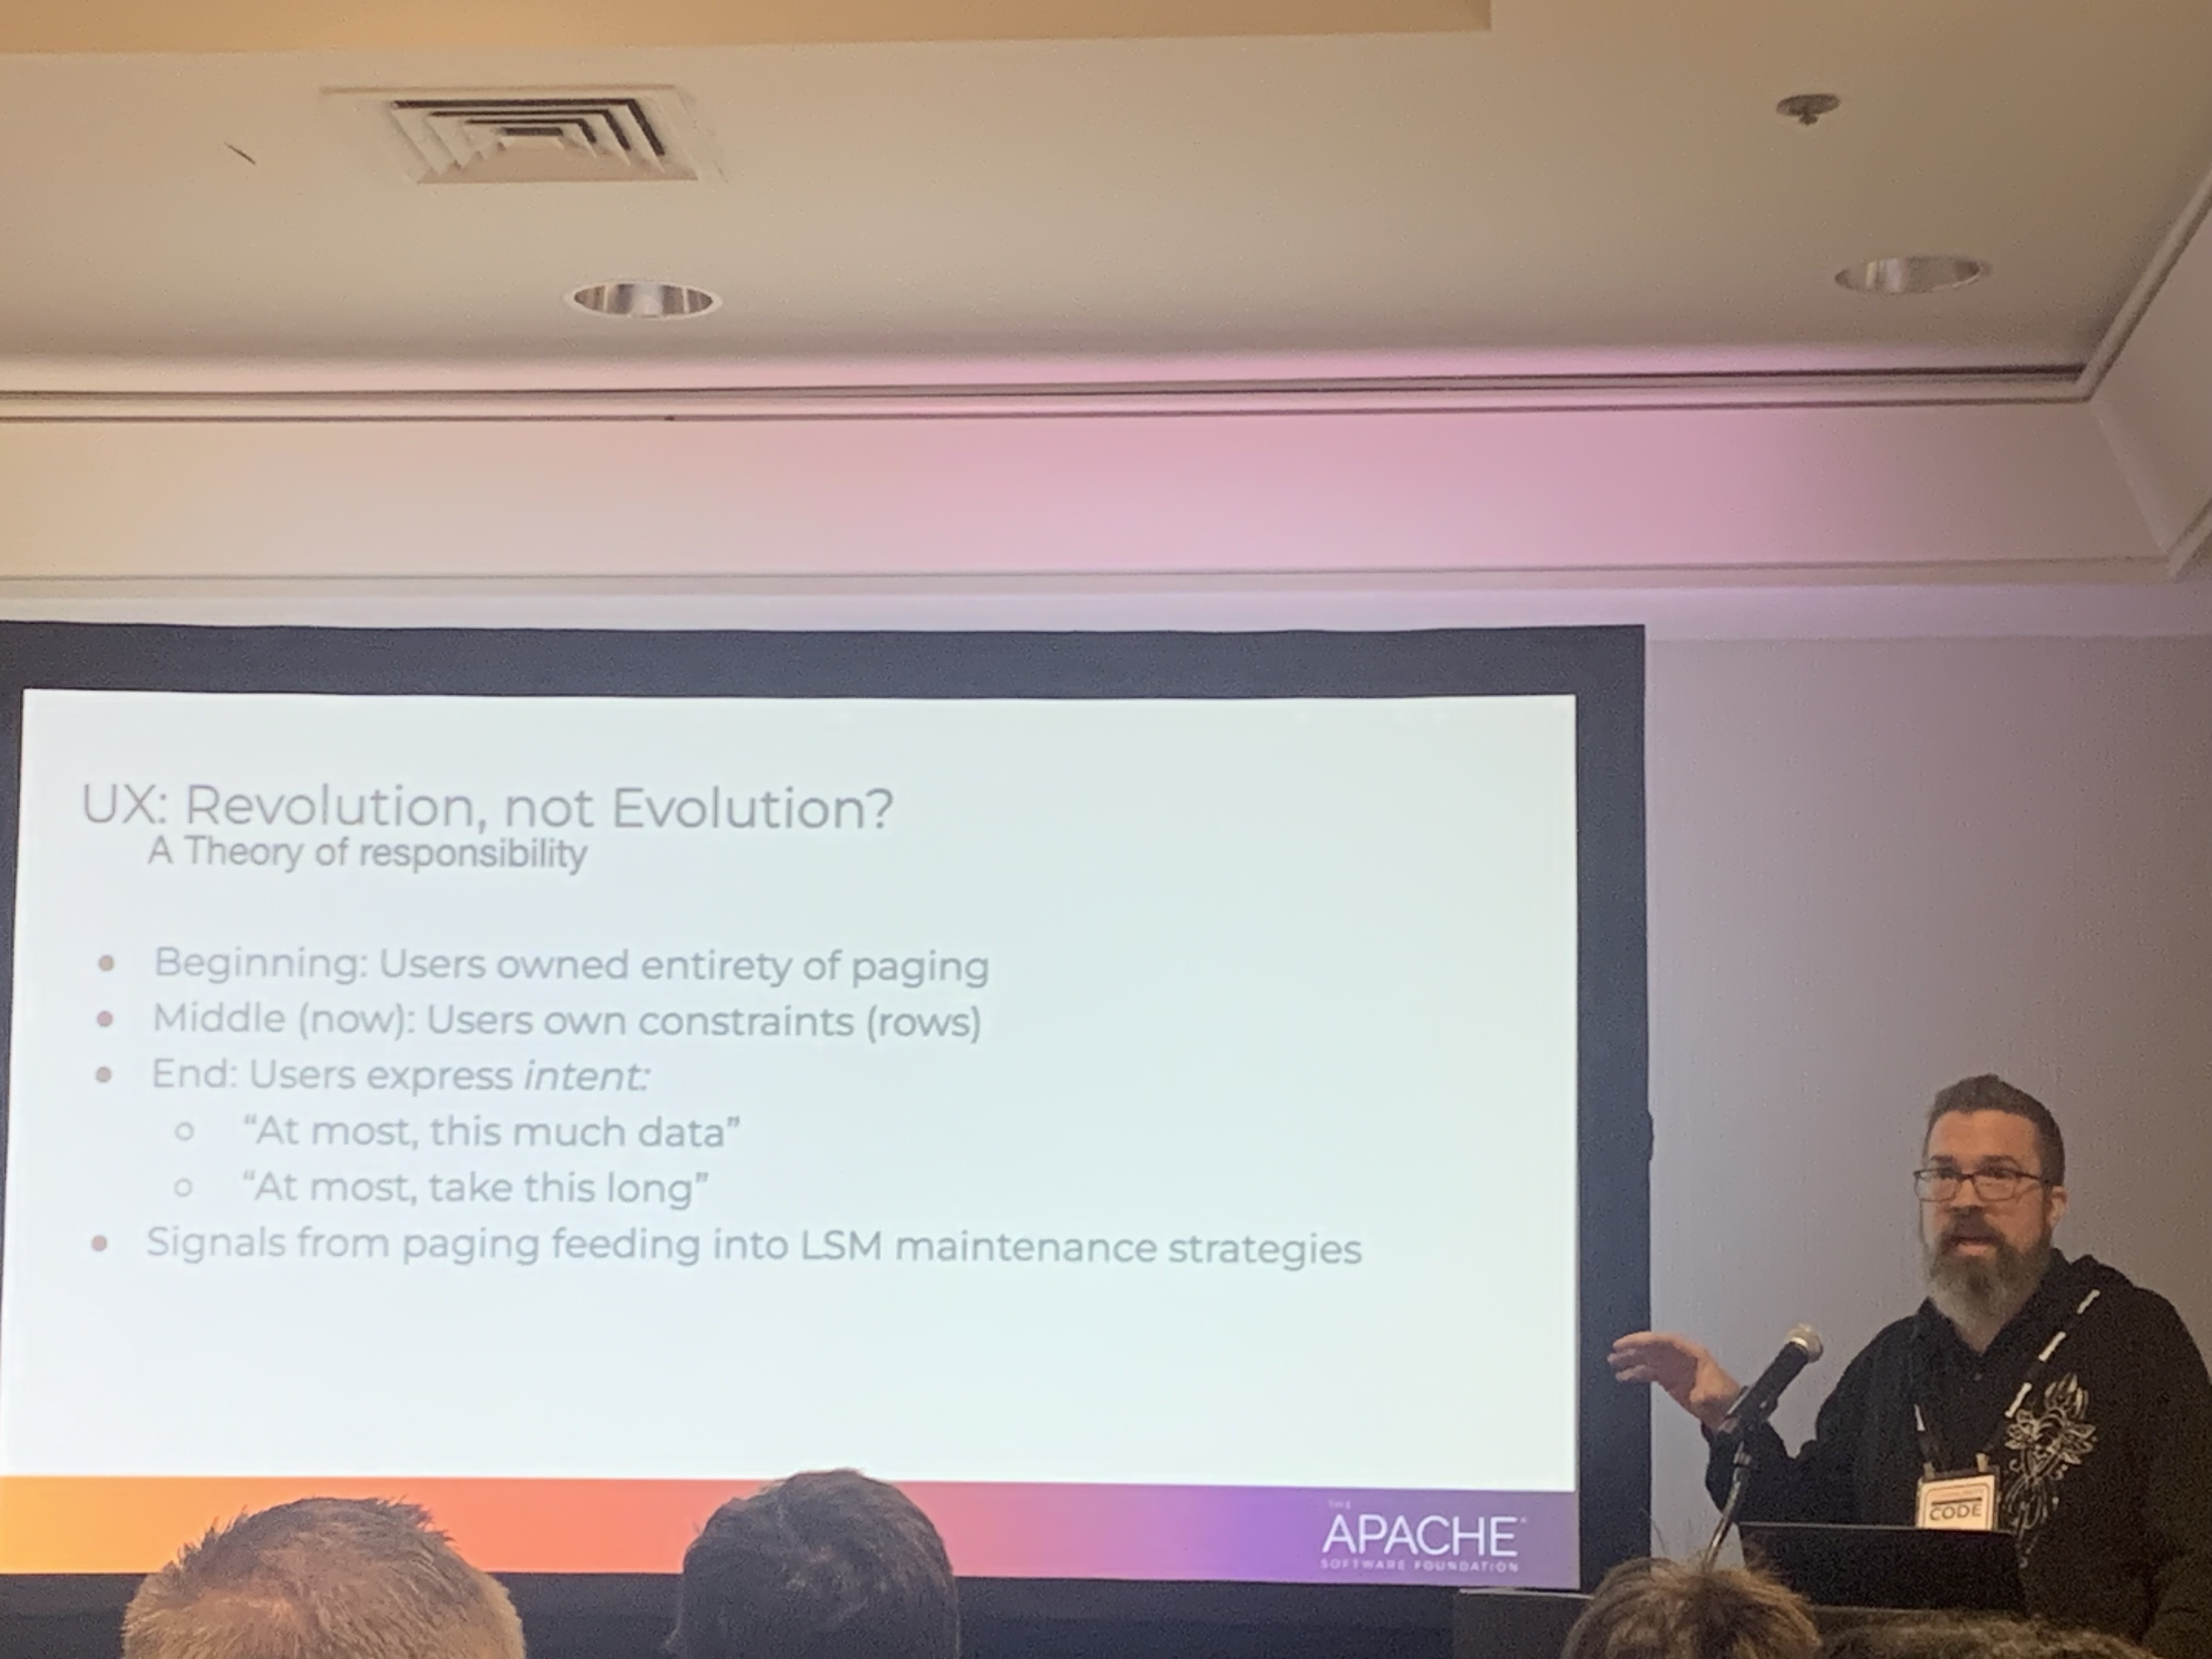 UX: Revolution, not Evolution?
A Theory of responsibility
• Beginning: Users owned entirety of paging
• Middle (now): Users own constraints (rows)
• End: Users express intent:
○ “At most, this much data”
○ “At most, take this long”
• Signals from paging feeding into LSM maintenance strategies
THE
APACHE
SOFTWARE FOUNDATION
CODE